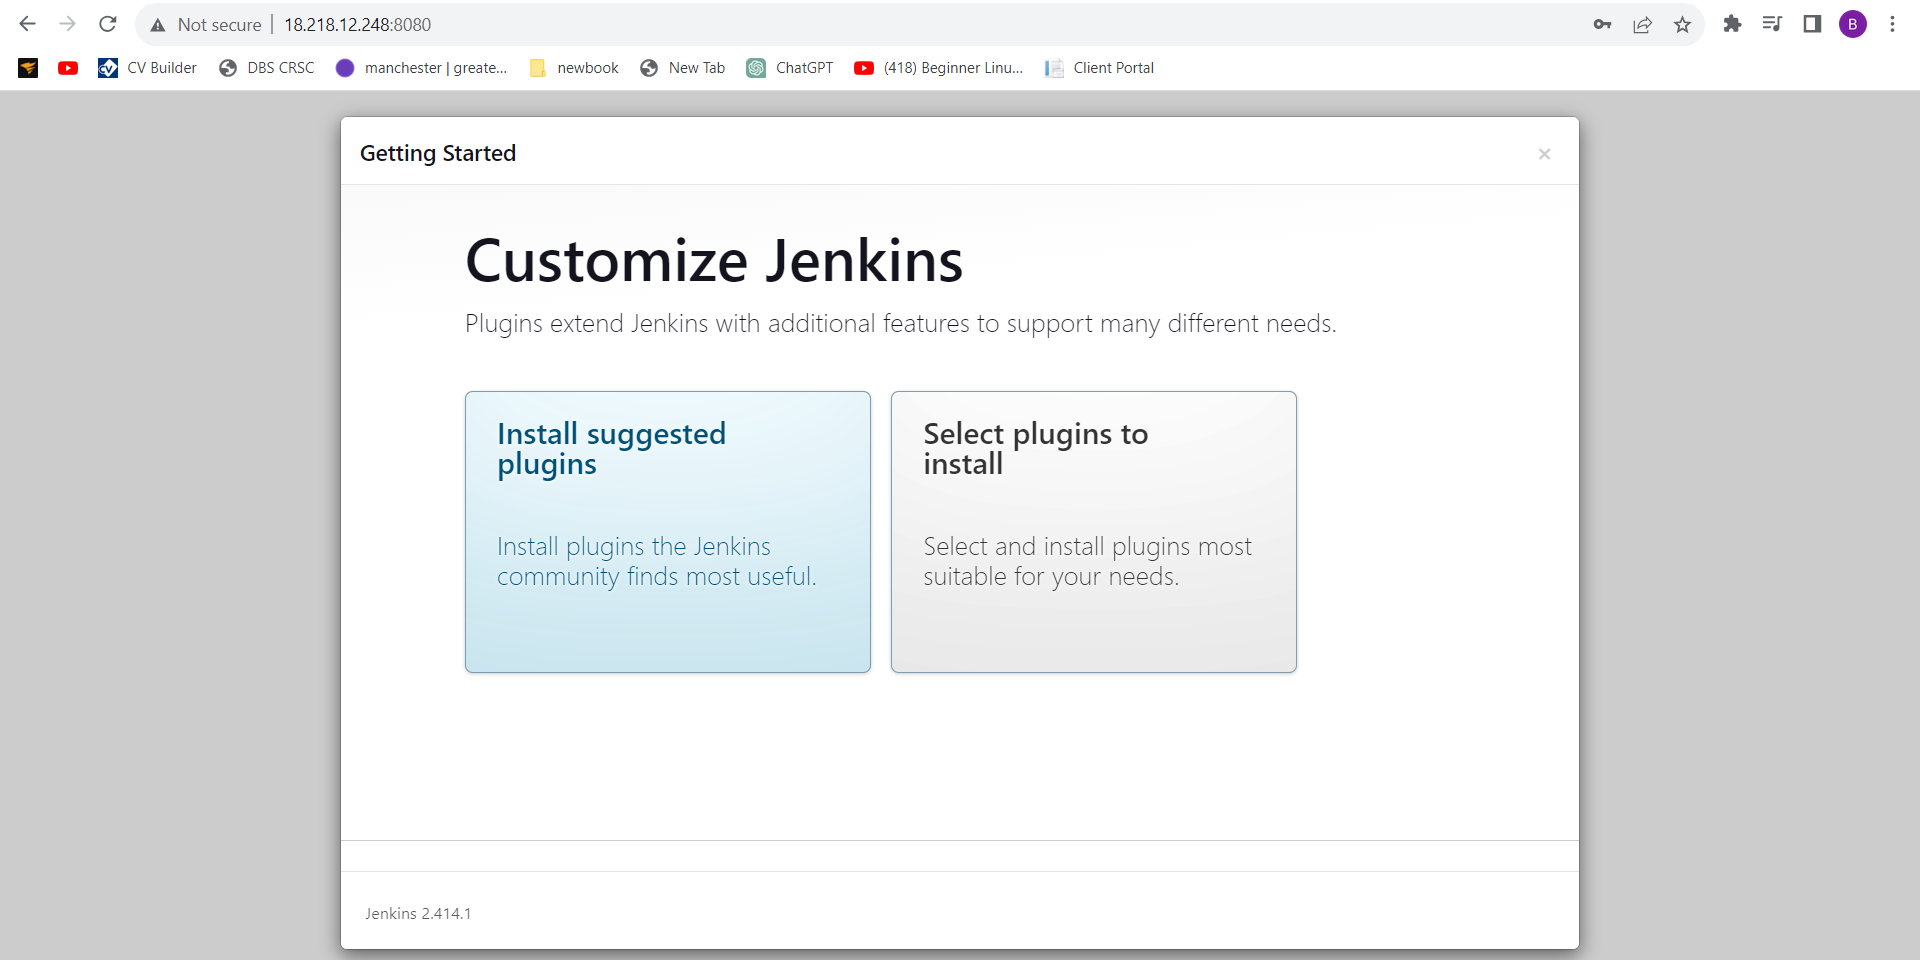 Not secure | 18.218.12.248:8080
B
CV Builder DBS CRSC manchester | greate... newbook New Tab ChatGPT (418) Beginner Linu... Client Portal
Getting Started
×
Customize Jenkins
Plugins extend Jenkins with additional features to support many different needs.
Install suggested
plugins
Install plugins the Jenkins
community finds most useful.
Select plugins to
install
Select and install plugins most
suitable for your needs.
Jenkins 2.414.1